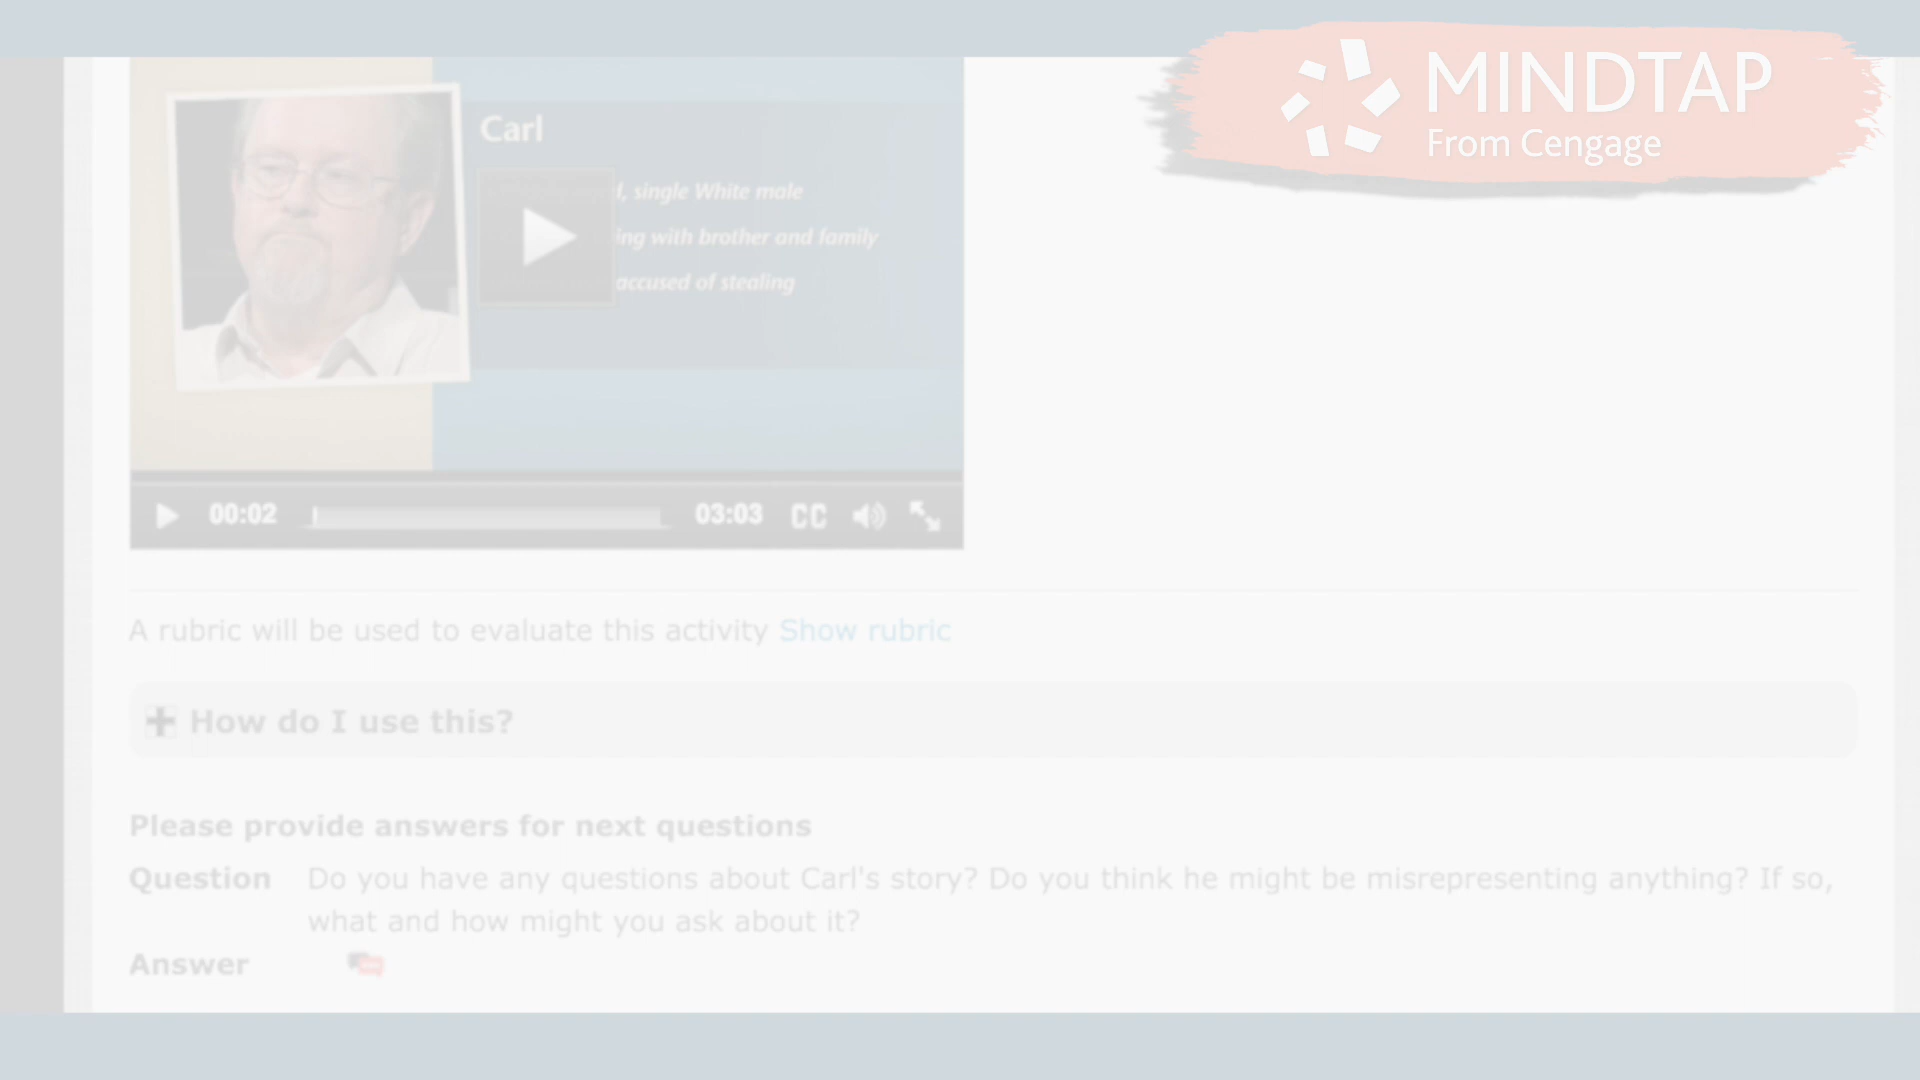 MINDTAP
From Cengage
Carl
single White male
with brother and family
accused of stealing
00:02 03:03 CC
A rubric will be used to evaluate this activity Show rubric
How do I use this?
Please provide answers for next questions
Question Do you have any questions about Carl's story? Do you think he might be misrepresenting anything? If so,
what and how might you ask about it?
Answer